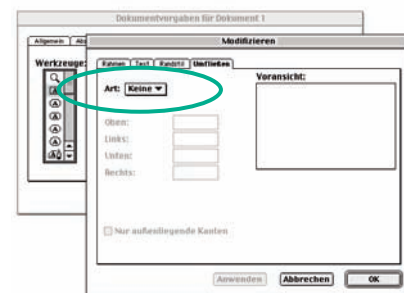 Dokumentvorgaben für Dokument 1
Allgemein
Modifizieren
Werkzeuge:
Rahmen Text Randstil Umfließen
Art: Keine
Voransicht:
Oben:
Links:
Unten:
Rechts:
Nur außenliegende Kanten
Anwenden Abbrechen OK